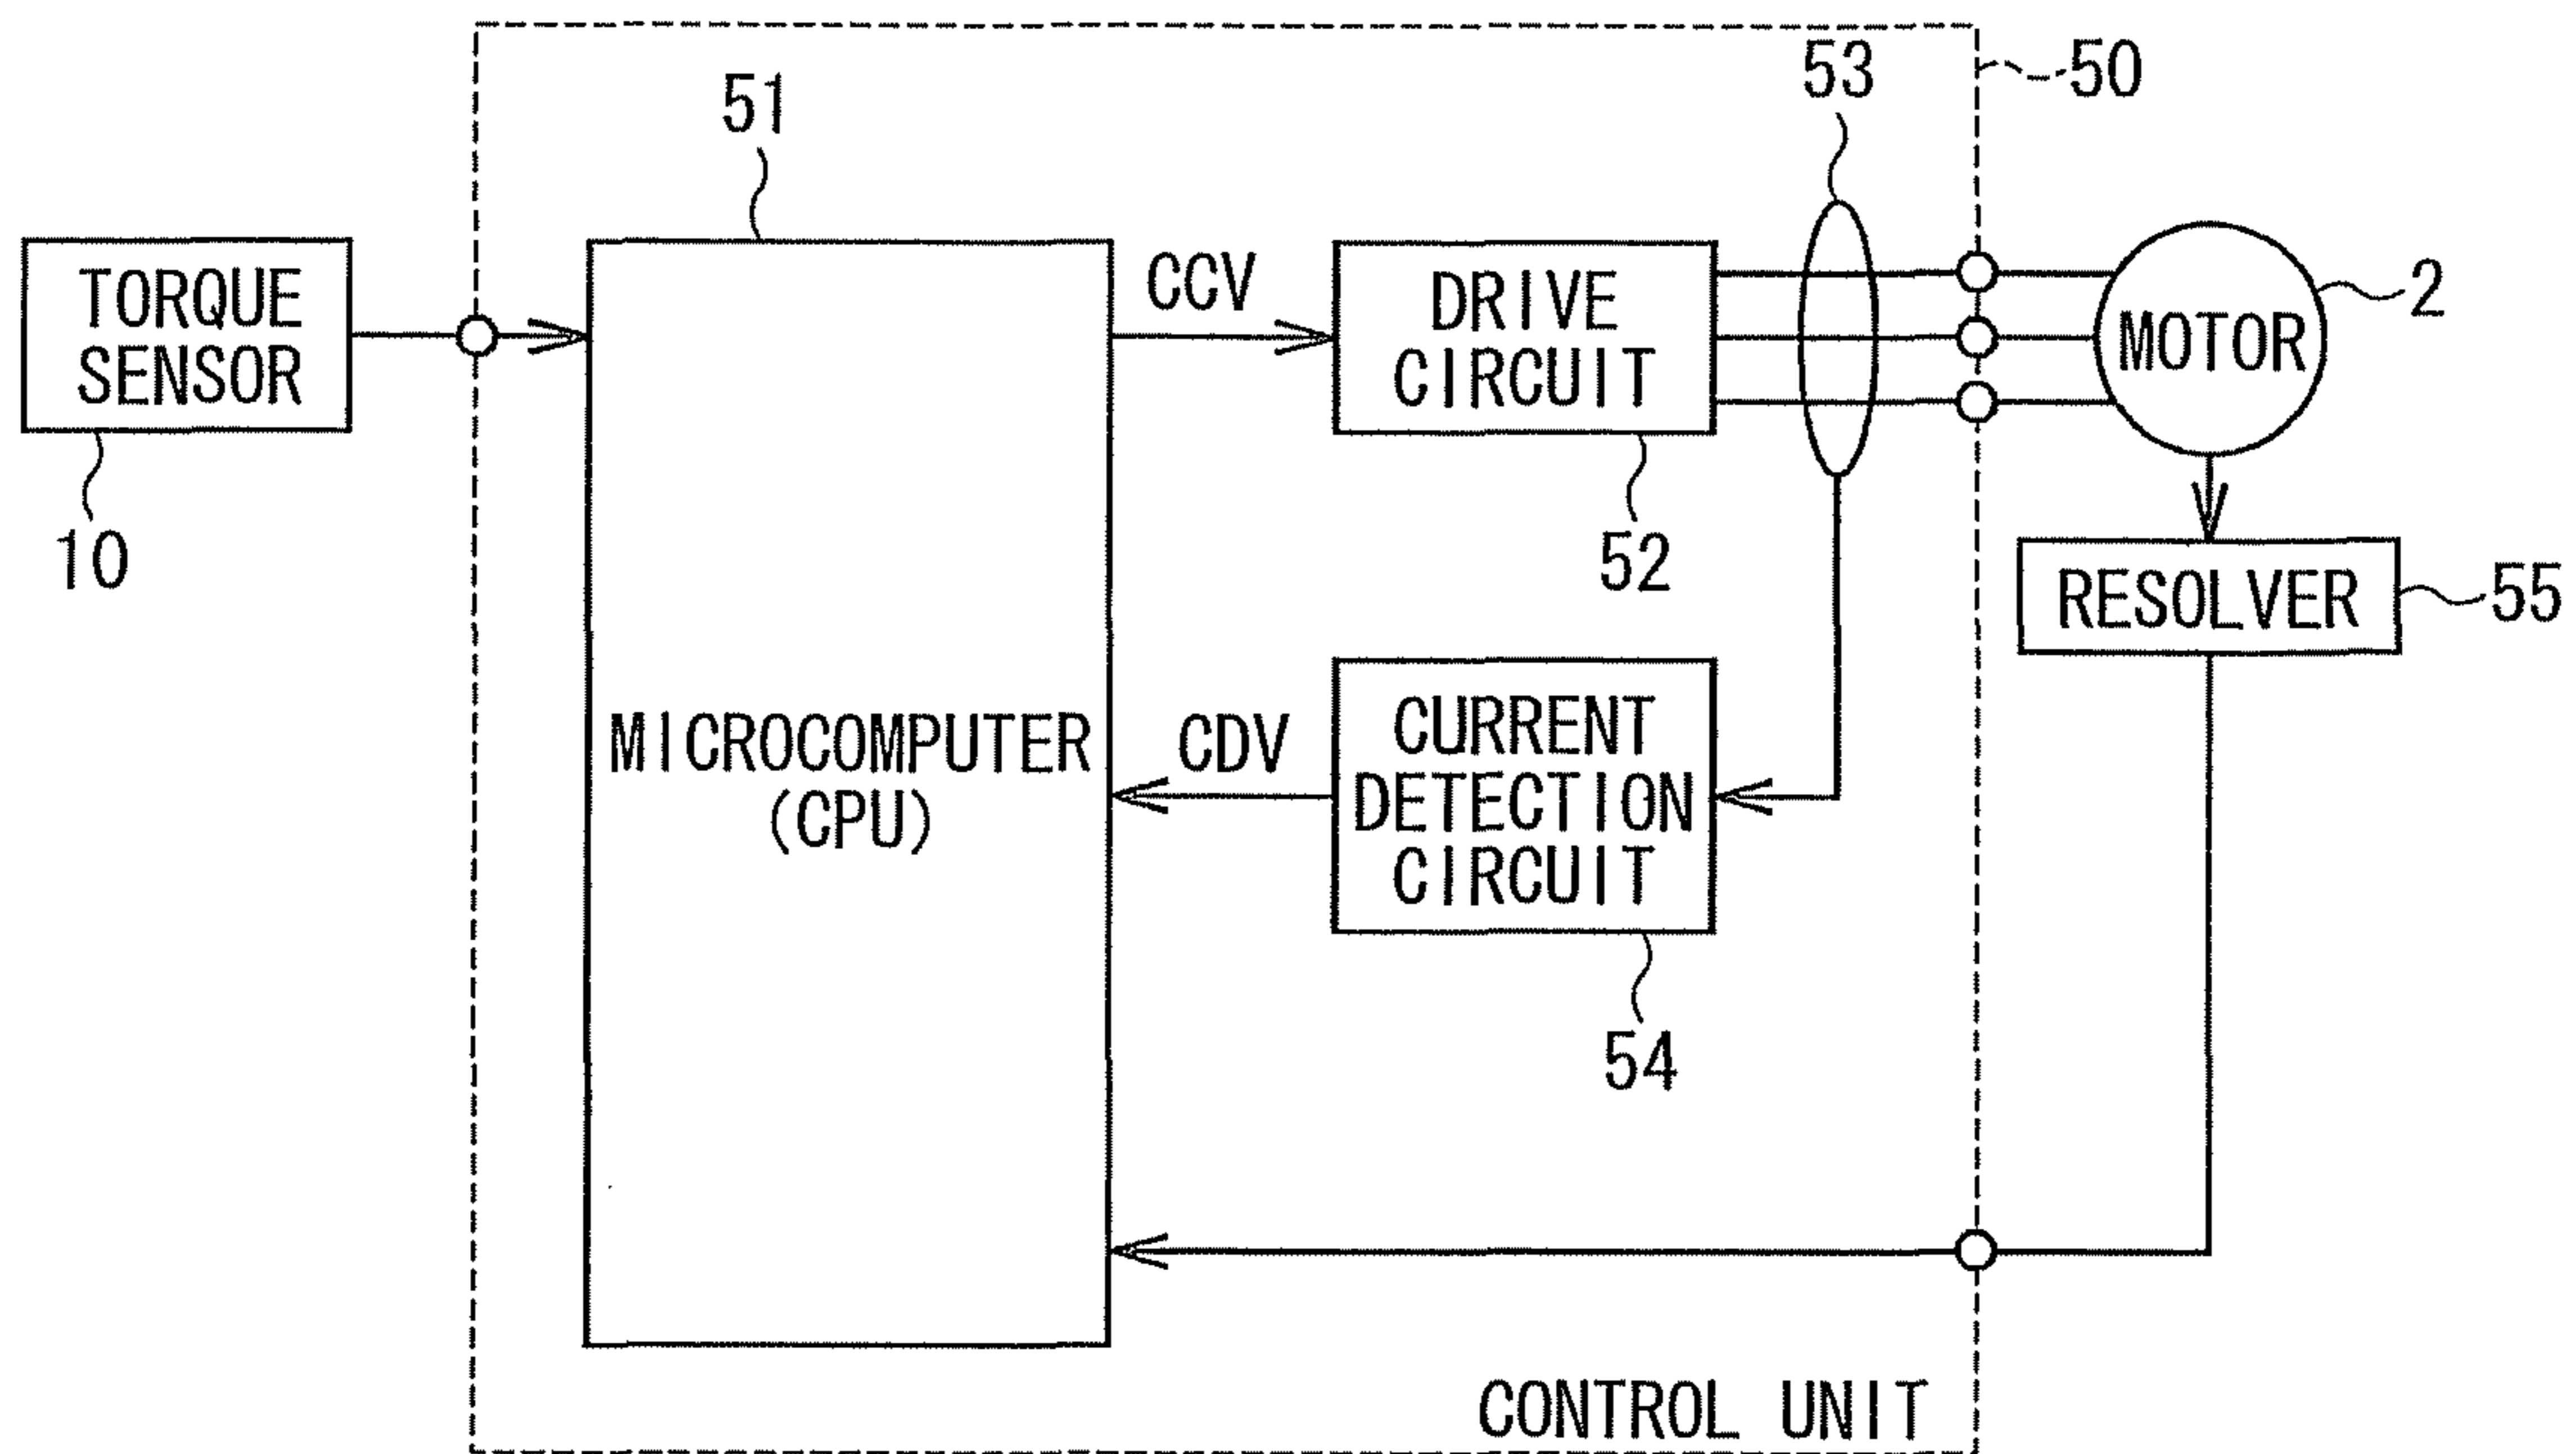 53
50
51
TORQUE
SENSOR
CCV
DRIVE
CIRCUIT
MOTOR
2
10
52
RESOLVER
55
MICROCOMPUTER
(CPU)
CDV
CURRENT
DETECTION
CIRCUIT
54
CONTROL UNIT